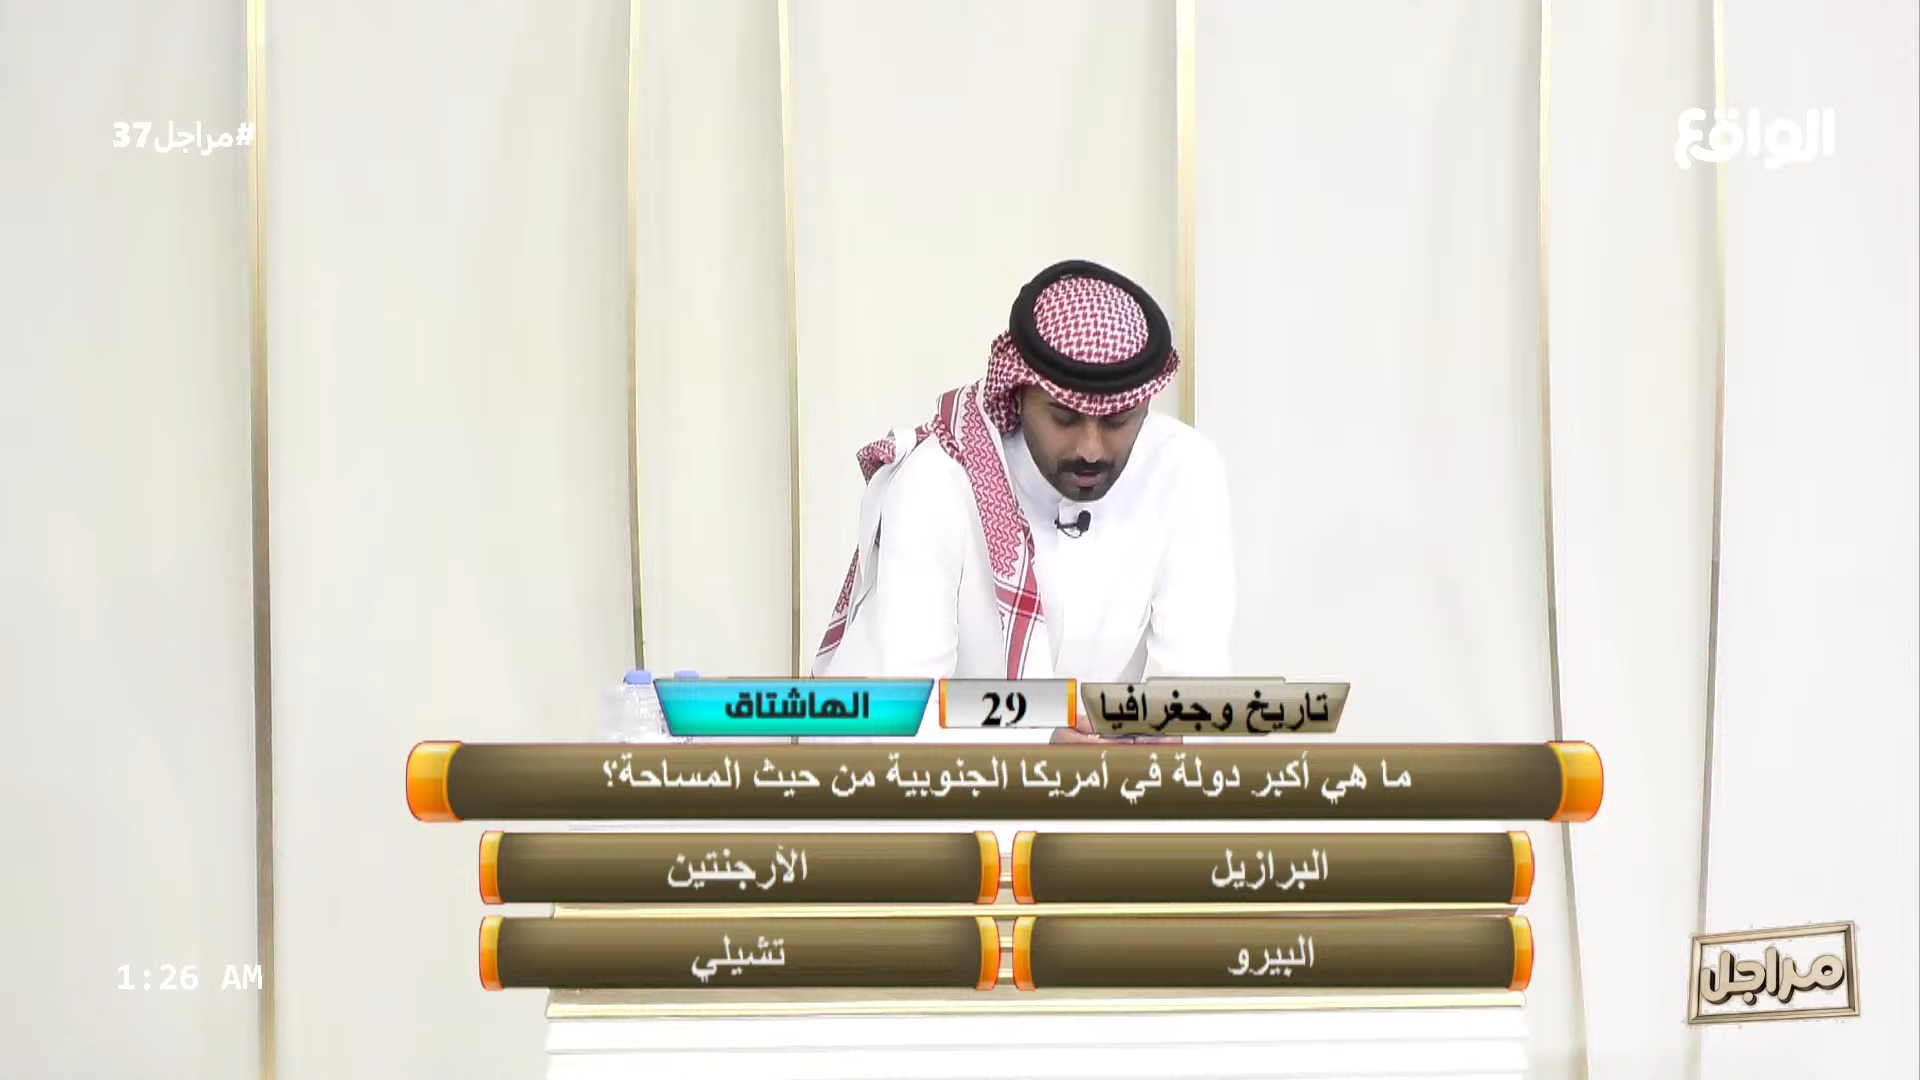 #مراجل37
الواقع
تاريخ وجغرافيا
29
الهاشتاق
ما هي أكبر دولة في أمريكا الجنوبية من حيث المساحة؟
البرازيل
الأرجنتين
البيرو
تشيلي
1:26 AM
مراجل